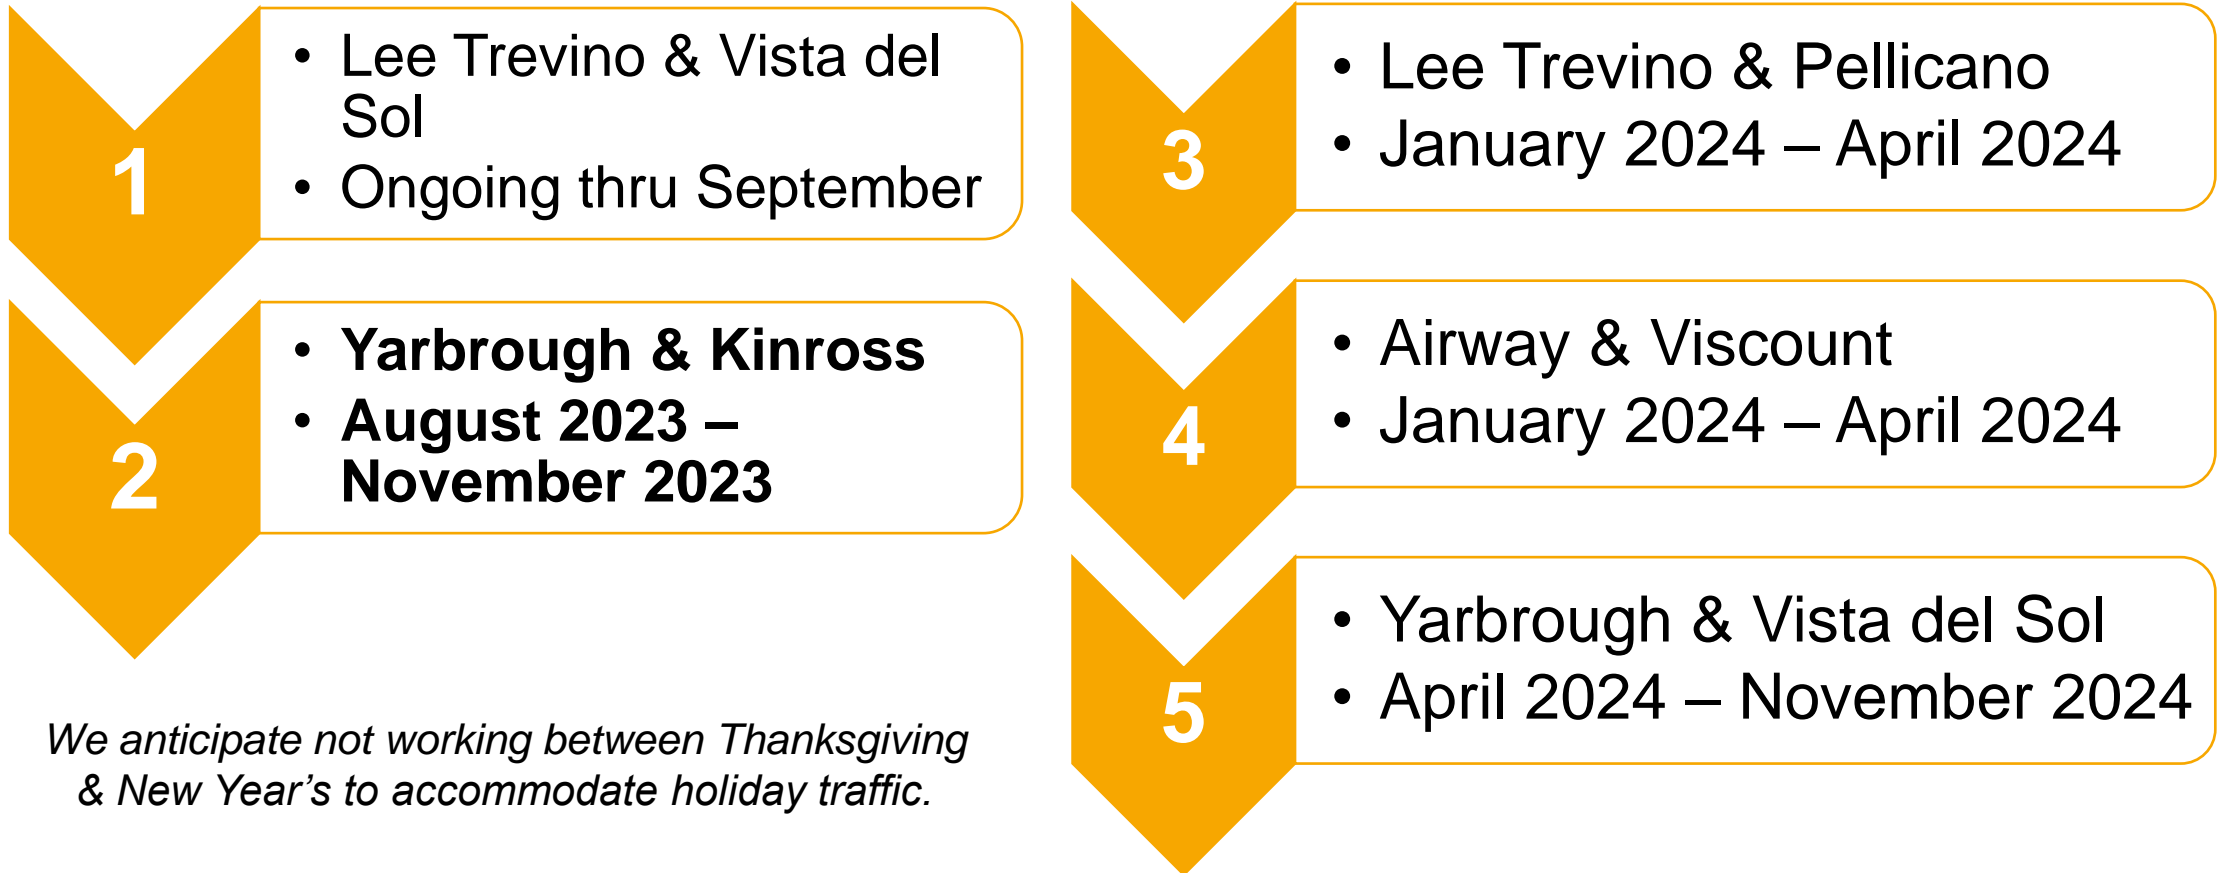 1
• Lee Trevino & Vista del
Sol
• Ongoing thru September
2
• Yarbrough & Kinross
• August 2023 –
November 2023
We anticipate not working between Thanksgiving
& New Year’s to accommodate holiday traffic.
3
• Lee Trevino & Pellicano
• January 2024 – April 2024
4
• Airway & Viscount
• January 2024 – April 2024
5
• Yarbrough & Vista del Sol
• April 2024 – November 2024